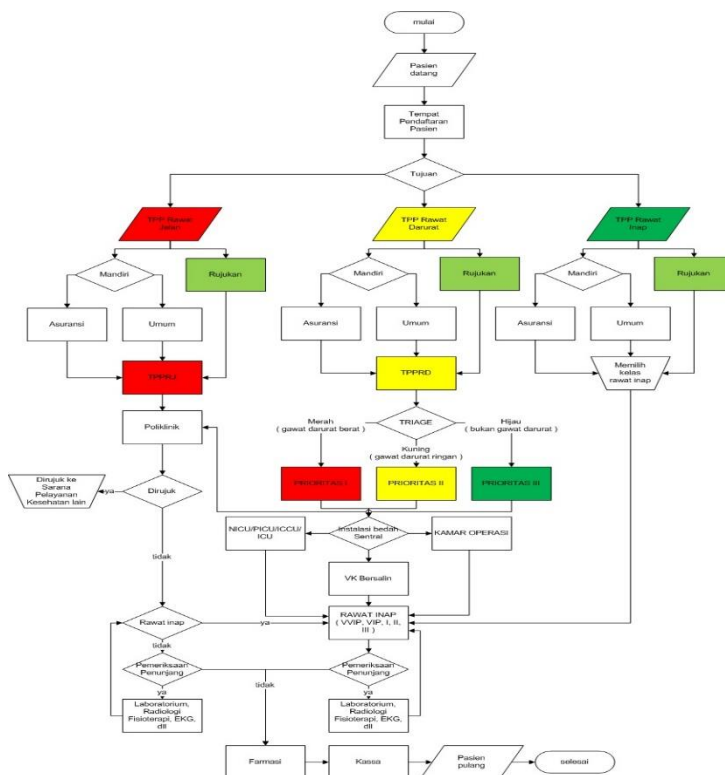 mulai
Pasien
datang
Tempat
Pendaftaran
Pasien
Tujuan
TPP Rawat
Jalan
TPP Rawat
Darurat
TPP Rawat
Inap
Mandiri
Rujukan
Mandiri
Rujukan
Mandiri
Rujukan
Asuransi
Umum
Asuransi
Umum
Asuransi
Umum
TPPRJ
TPPRD
Memilih
kelas
rawat inap
Poliklinik
TRIAGE
Merah
( gawat darurat berat )
Hijau
( bukan gawat darurat )
Kuning
( gawat darurat ringan )
Dirujuk ke
Sarana
Pelayanan
Kesehatan lain
ya
Dirujuk
PRIORITAS I
PRIORITAS II
PRIORITAS III
NICU/PICU/ICCU/
ICU
Instalasi bedah
Sentral
KAMAR OPERASI
tidak
VK Bersalin
Rawat inap
ya
RAWAT INAP
( VVIP, VIP, I, II,
III )
tidak
Pemeriksaan
Penunjang
Pemeriksaan
Penunjang
ya
tidak
ya
Laboratorium,
Radiologi
Fisioterapi, EKG,
dll
Laboratorium,
Radiologi
Fisioterapi, EKG,
dll
Farmasi
Kassa
Pasien
pulang
selesai